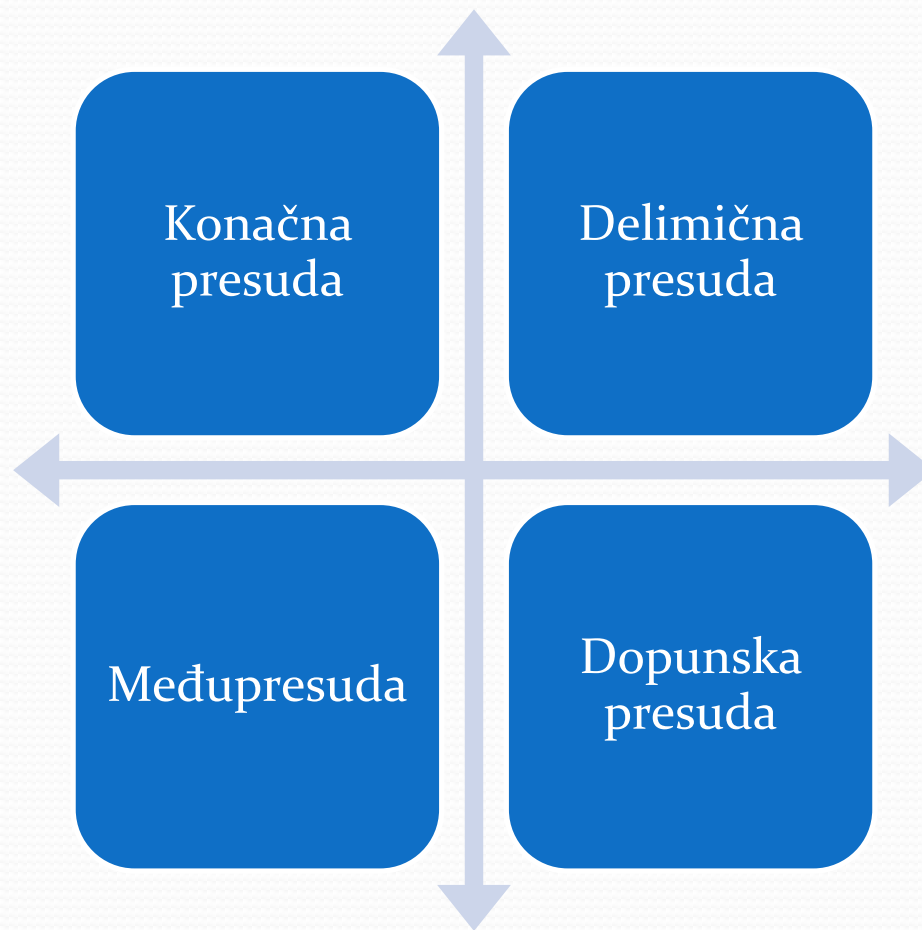 Konačna
presuda
Delimična
presuda
Međupresuda
Dopunska
presuda